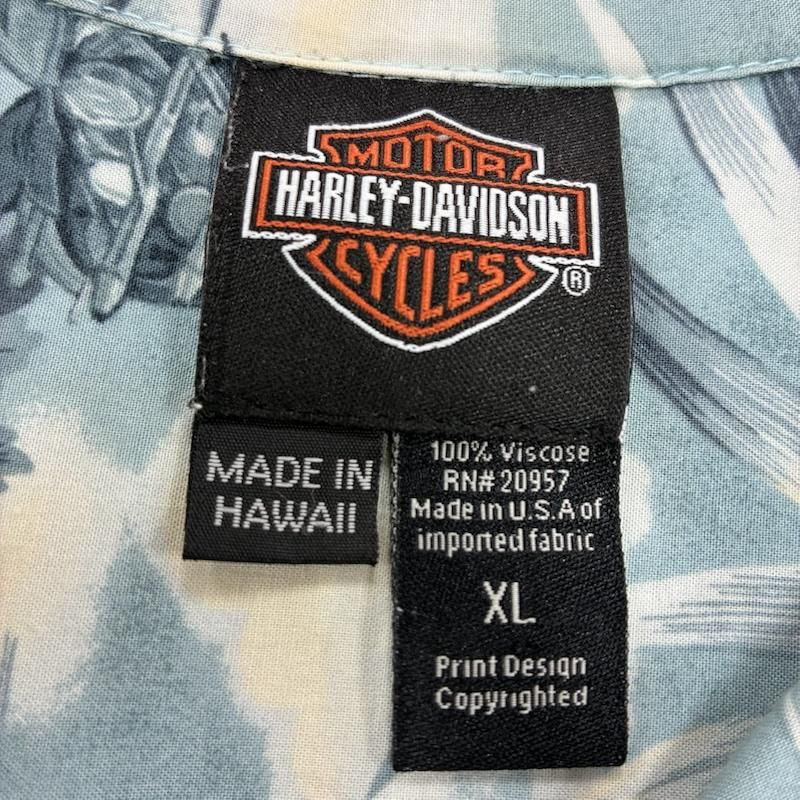 MOTOR
HARLEY-DAVIDSON
CYCLES
®
MADE IN
HAWAII
100% Viscose
RN# 20957
Made in U.S.A of
imported fabric
XL
Print Design
Copyrighted